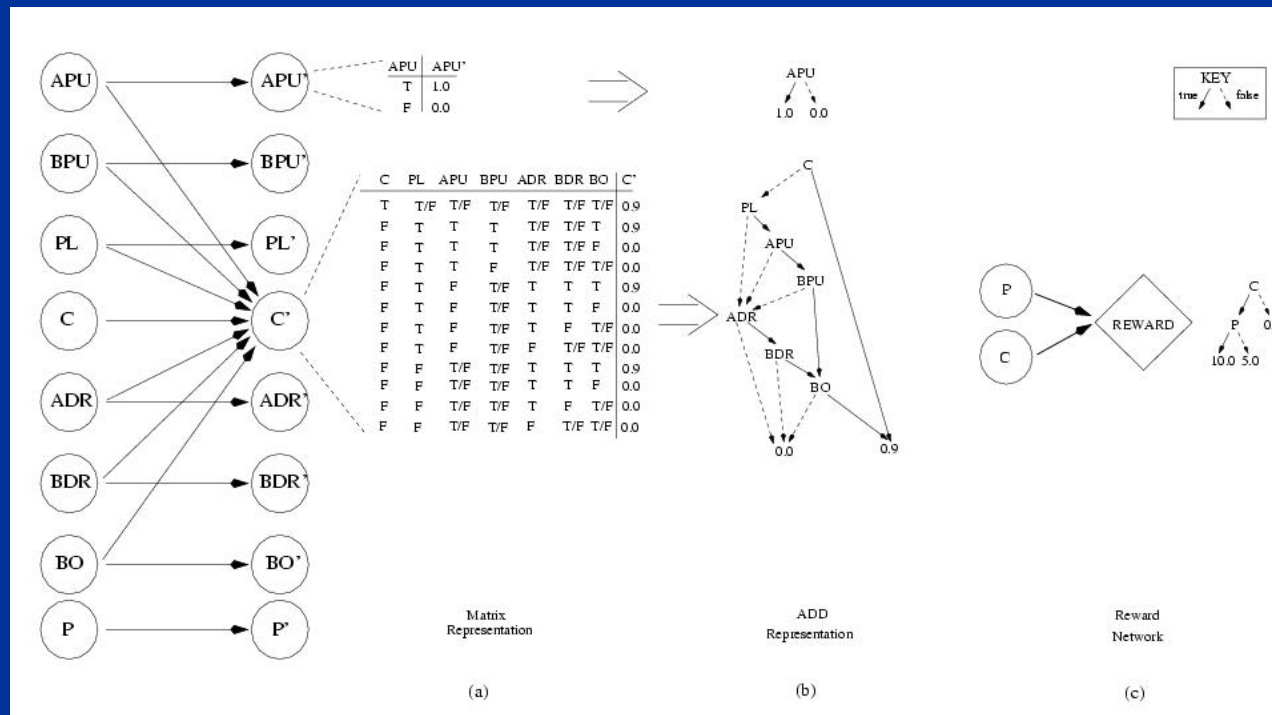 APU APU'
BPU BPU'
PL PL'
C C'
ADR ADR'
BDR BDR'
BO BO'
P P'
APU APU'
T 1.0
F 0.0
C PL APU BPU ADR BDR BO C'
T T/F T/F T/F T/F T/F T/F 0.9
F T T T T/F T/F T 0.9
F T T T T/F T/F F 0.0
F T T F T/F T/F T/F 0.0
F T F T/F T T T 0.9
F T F T/F T T F 0.0
F T F T/F T F T/F 0.0
F T F T/F F T/F T/F 0.0
F F T/F T/F T T T 0.9
F F T/F T/F T T F 0.0
F F T/F T/F T F T/F 0.0
F F T/F T/F F T/F T/F 0.0
Matrix
Representation
(a)
APU
1.0 0.0
C
PL
APU
BPU
ADR
BDR
BO
0.0 0.9
ADD
Representation
(b)
KEY
true false
P
C
REWARD
C
P
10.0 5.0
Reward
Network
(c)